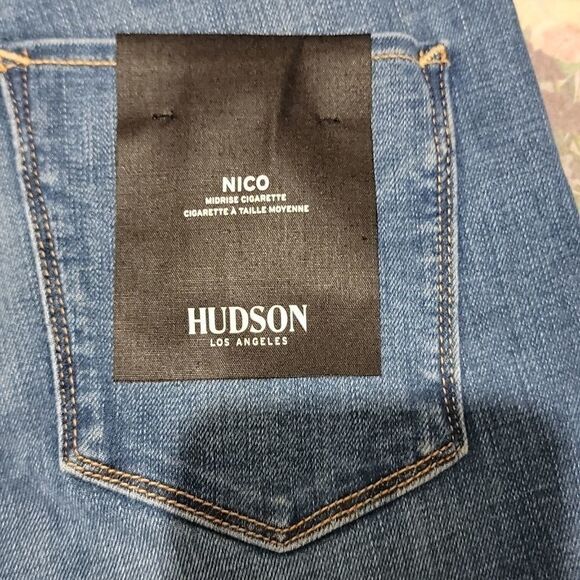 NICO
MIDRISE CIGARETTE
CIGARETTE À TAILLE MOYENNE
HUDSON
LOS ANGELES